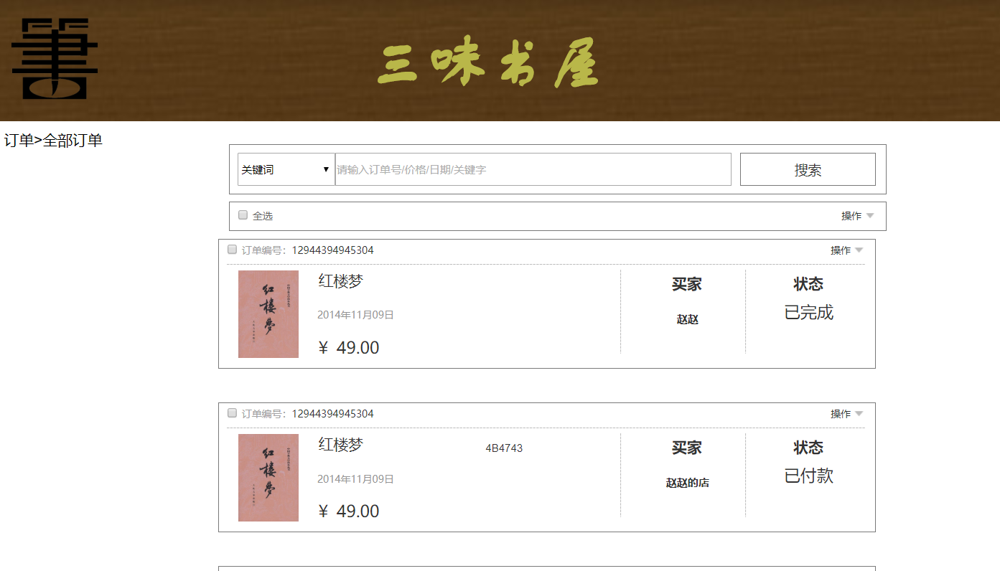 三味书屋
订单>全部订单
关键词 请输入订单号/价格/日期/关键字 搜索
全选 操作
订单编号：12944394945304 操作
红楼梦
红楼夢
2014年11月09日
¥ 49.00
买家
赵赵
状态
已完成
订单编号：12944394945304 操作
红楼梦 4B4743
红楼夢
2014年11月09日
¥ 49.00
买家
赵赵的店
状态
已付款